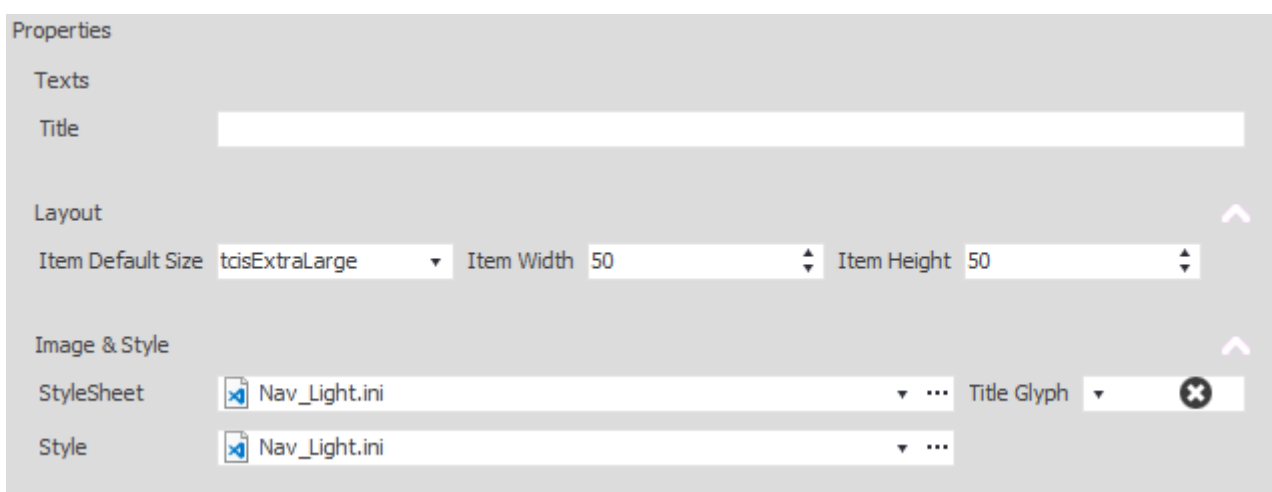 Properties
Texts
Title
Layout
Item Default Size tcisExtraLarge Item Width 50 Item Height 50
Image & Style
StyleSheet Nav_Light.ini Title Glyph
Style Nav_Light.ini